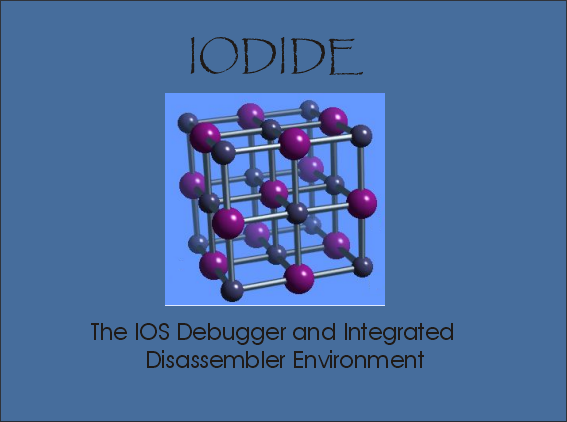 IODIDE
The IOS Debugger and Integrated
Disassembler Environment